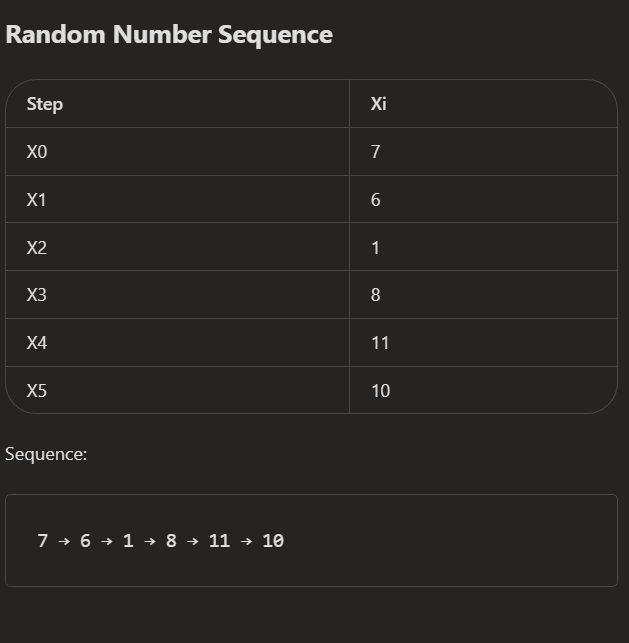 Random Number Sequence
Step Xi
X0 7
X1 6
X2 1
X3 8
X4 11
X5 10
Sequence:
7 → 6 → 1 → 8 → 11 → 10